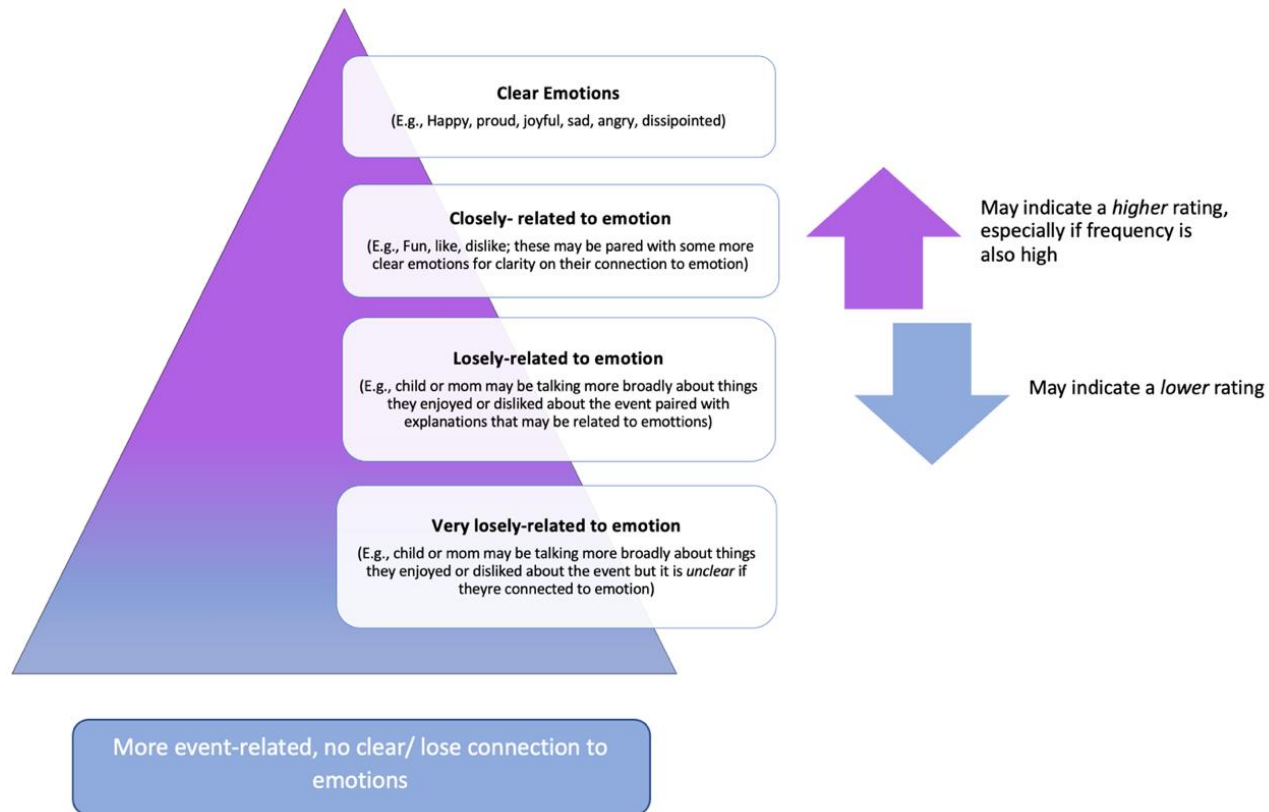 Clear Emotions
(E.g., Happy, proud, joyful, sad, angry, dissipointed)
Closely- related to emotion
(E.g., Fun, like, dislike; these may be pared with some more
clear emotions for clarity on their connection to emotion)
May indicate a higher rating,
especially if frequency is
also high
Losely-related to emotion
(E.g., child or mom may be talking more broadly about things
they enjoyed or disliked about the event paired with
explanations that may be related to emottions)
May indicate a lower rating
Very losely-related to emotion
(E.g., child or mom may be talking more broadly about things
they enjoyed or disliked about the event but it is unclear if
theyre connected to emotion)
More event-related, no clear/ lose connection to
emotions